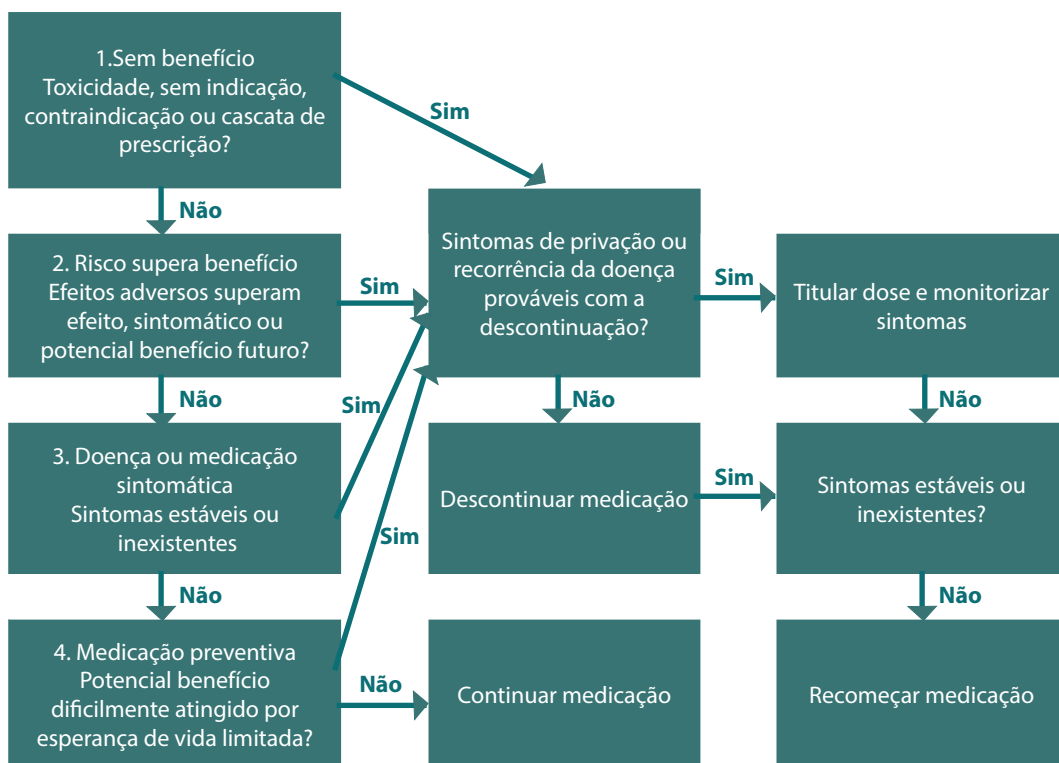 1.Sem benefício
Toxicidade, sem indicação,
contraindicação ou cascata de
prescrição?
Sim
Não
2. Risco supera benefício
Efeitos adversos superam
efeito, sintomático ou
potencial benefício futuro?
Sim
Sintomas de privação ou
recorrência da doença
prováveis com a
descontinuação?
Sim
Titular dose e monitorizar
sintomas
Não
Sim
Não
Não
3. Doença ou medicação
sintomática
Sintomas estáveis ou
inexistentes
Sim
Descontinuar medicação
Sim
Sintomas estáveis ou
inexistentes?
Não
Não
4. Medicação preventiva
Potencial benefício
dificilmente atingido por
esperança de vida limitada?
Não
Continuar medicação
Recomeçar medicação